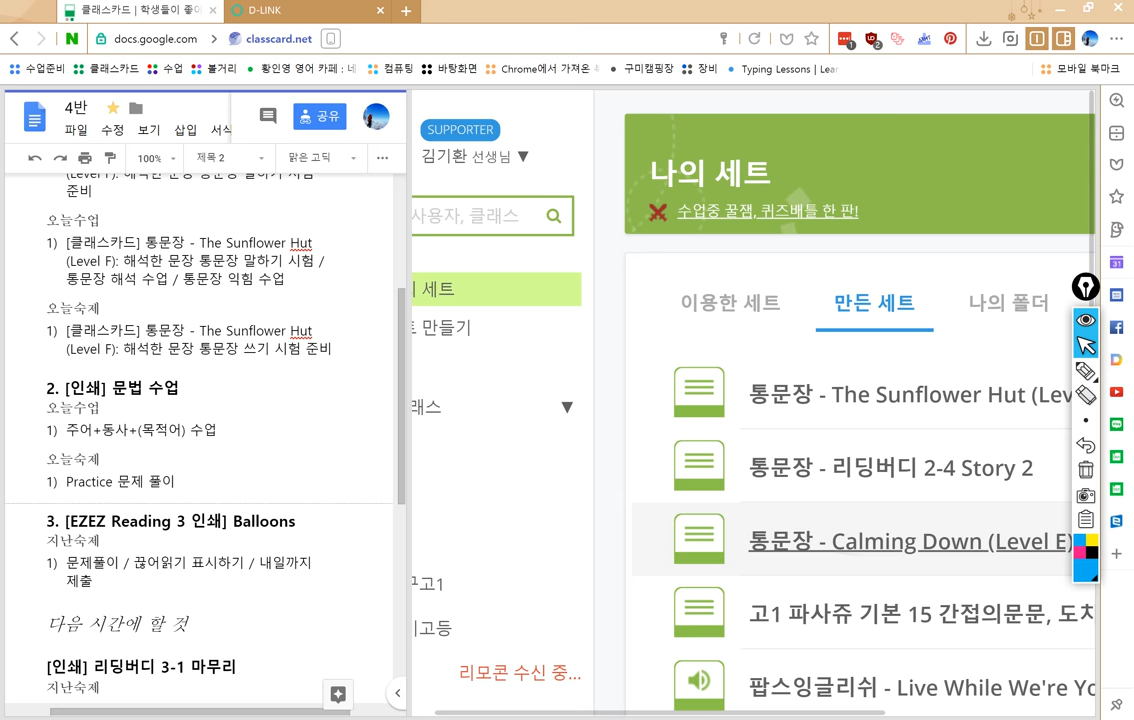 클래스카드 | 학생들이 좋아
D-LINK
docs.google.com
classcard.net
수업준비
클래스카드
수업
볼거리
황인영 영어 카페 : 네
컴퓨팅
바탕화면
Chrome에서 가져온
구미캠핑장
장비
Typing Lessons | Lear
모바일 북마크
4반
파일 수정 보기 삽입 서식
공유
100%
제목 2
맑은 고딕
(Level F): 해석한 문장 통문장 말하기 시험
준비
오늘수업
1) [클래스카드] 통문장 - The Sunflower Hut
(Level F): 해석한 문장 통문장 말하기 시험 /
통문장 해석 수업 / 통문장 익힘 수업
오늘숙제
1) [클래스카드] 통문장 - The Sunflower Hut
(Level F): 해석한 문장 통문장 쓰기 시험 준비
2. [인쇄] 문법 수업
오늘수업
1) 주어+동사+(목적어) 수업
오늘숙제
1) Practice 문제 풀이
3. [EZEZ Reading 3 인쇄] Balloons
지난숙제
1) 문제풀이 / 끊어읽기 표시하기 / 내일까지
제출
다음 시간에 할 것
[인쇄] 리딩버디 3-1 마무리
지난숙제
SUPPORTER
김기환 선생님 ▼
사용자, 클래스
세트
만들기
래스 ▼
고1
고등
리모콘 수신 중...
나의 세트
수업중 꿀잼, 퀴즈배틀 한 판!
이용한 세트
만든 세트
나의 폴더
통문장 - The Sunflower Hut (Lev
통문장 - 리딩버디 2-4 Story 2
통문장 - Calming Down (Level E)
고1 파사쥬 기본 15 간접의문문, 도치
팝스잉글리쉬 - Live While We're Yo